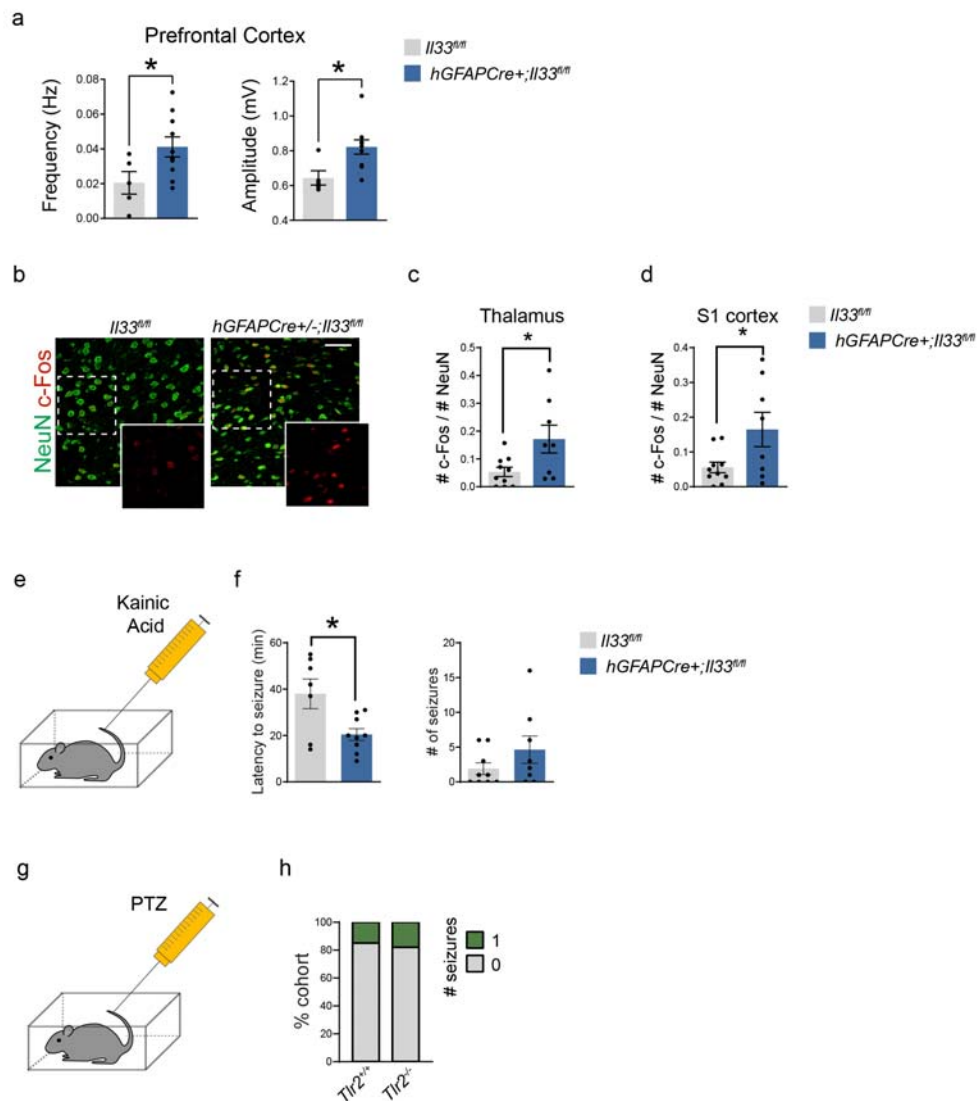 a
Prefrontal Cortex
Il33fl/fl
hGFAPCre+;Il33fl/fl
Frequency (Hz)
0.08
0.06
0.04
0.02
0.00
*
Amplitude (mV)
1.2
1.0
0.8
0.6
0.4
*
b
Il33fl/fl
hGFAPCre+/-;Il33fl/fl
NeuN c-Fos
c
Thalamus
*
# c-Fos / # NeuN
0.5
0.4
0.3
0.2
0.1
0.0
d
S1 cortex
*
# c-Fos / # NeuN
0.4
0.3
0.2
0.1
0.0
Il33fl/fl
hGFAPCre+;Il33fl/fl
e
Kainic
Acid
f
*
Latency to seizure (min)
60
40
20
0
# of seizures
20
15
10
5
0
Il33fl/fl
hGFAPCre+;Il33fl/fl
g
PTZ
h
% cohort
100
80
60
40
20
0
Tlr2+/+
Tlr2-/-
# seizures
1
0